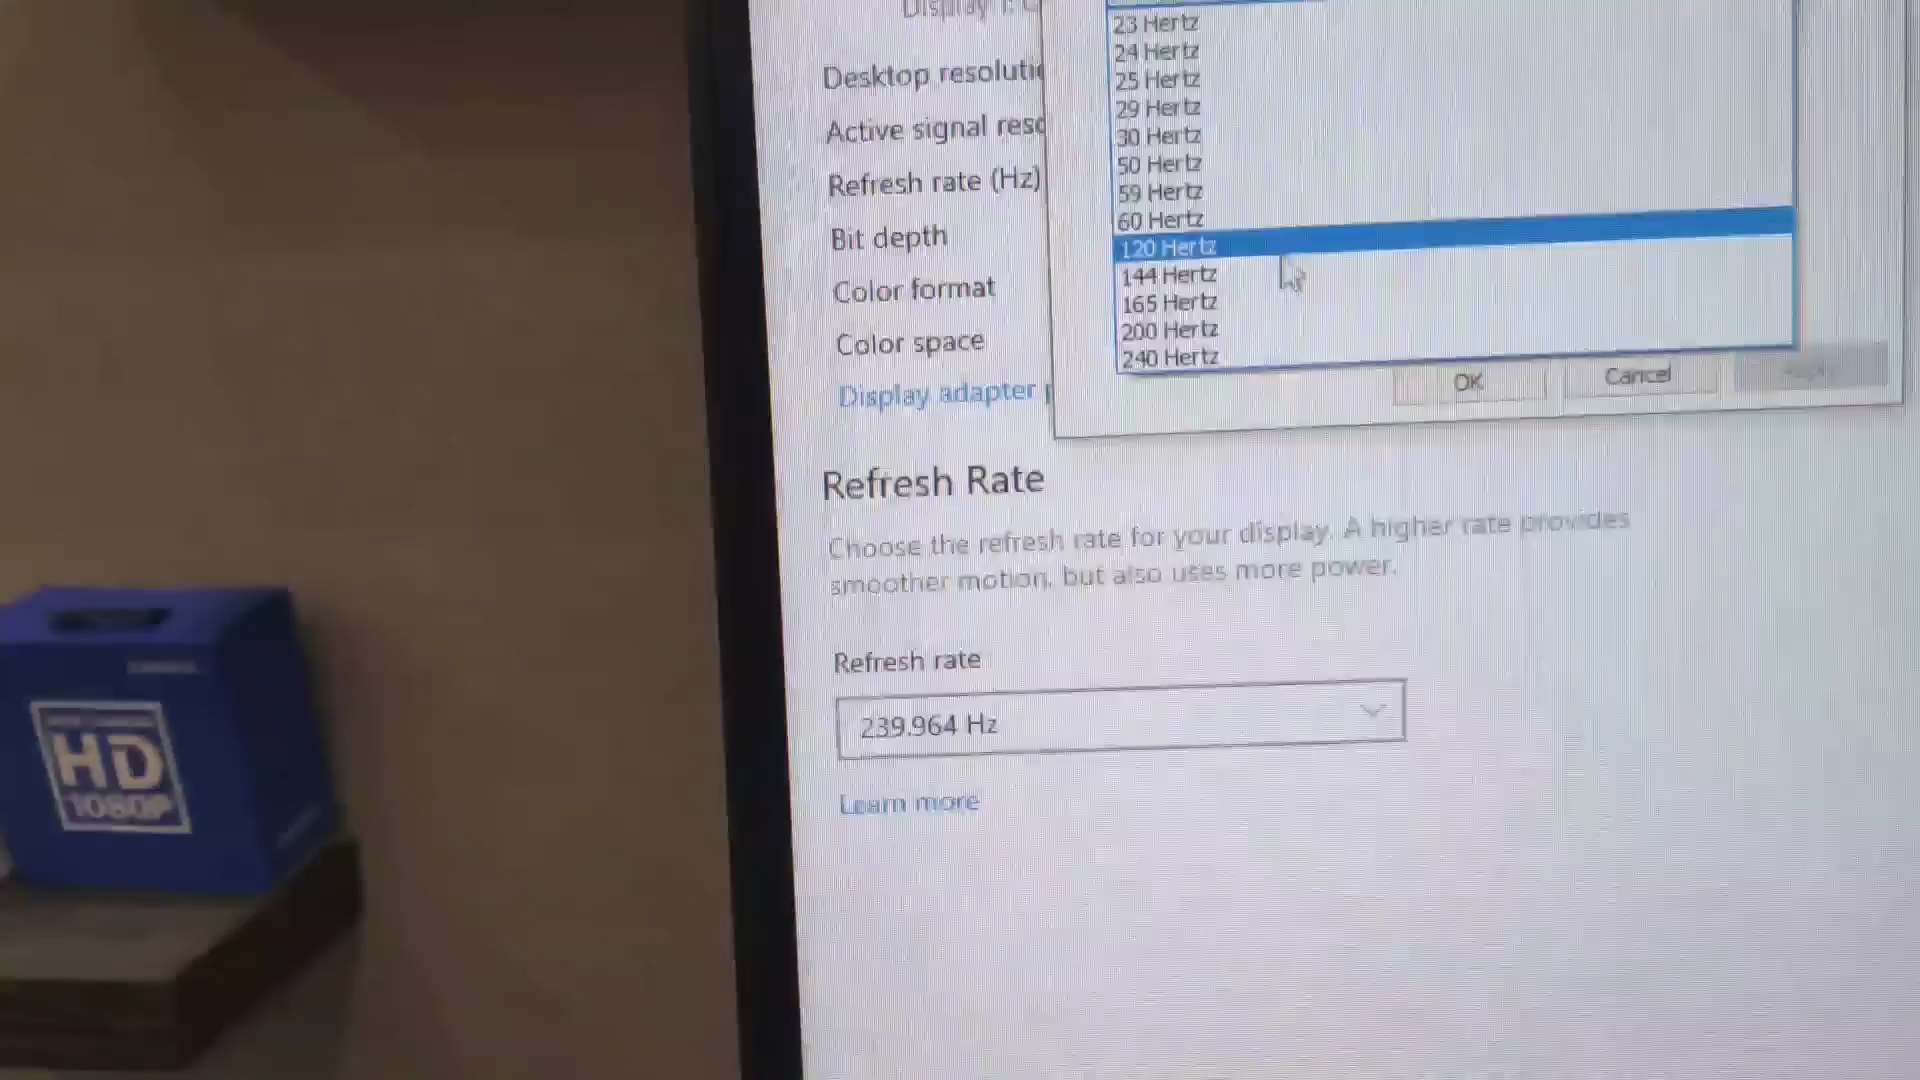 Display 1:
23 Hertz
24 Hertz
25 Hertz
29 Hertz
30 Hertz
50 Hertz
59 Hertz
60 Hertz
120 Hertz
144 Hertz
165 Hertz
200 Hertz
240 Hertz
OK
Cancel
Apply
Desktop resoluti
Active signal reso
Refresh rate (Hz)
Bit depth
Color format
Color space
Display adapter p
Refresh Rate
Choose the refresh rate for your display. A higher rate provides
smoother motion, but also uses more power.
Refresh rate
239.964 Hz
Learn more
HD
1080P